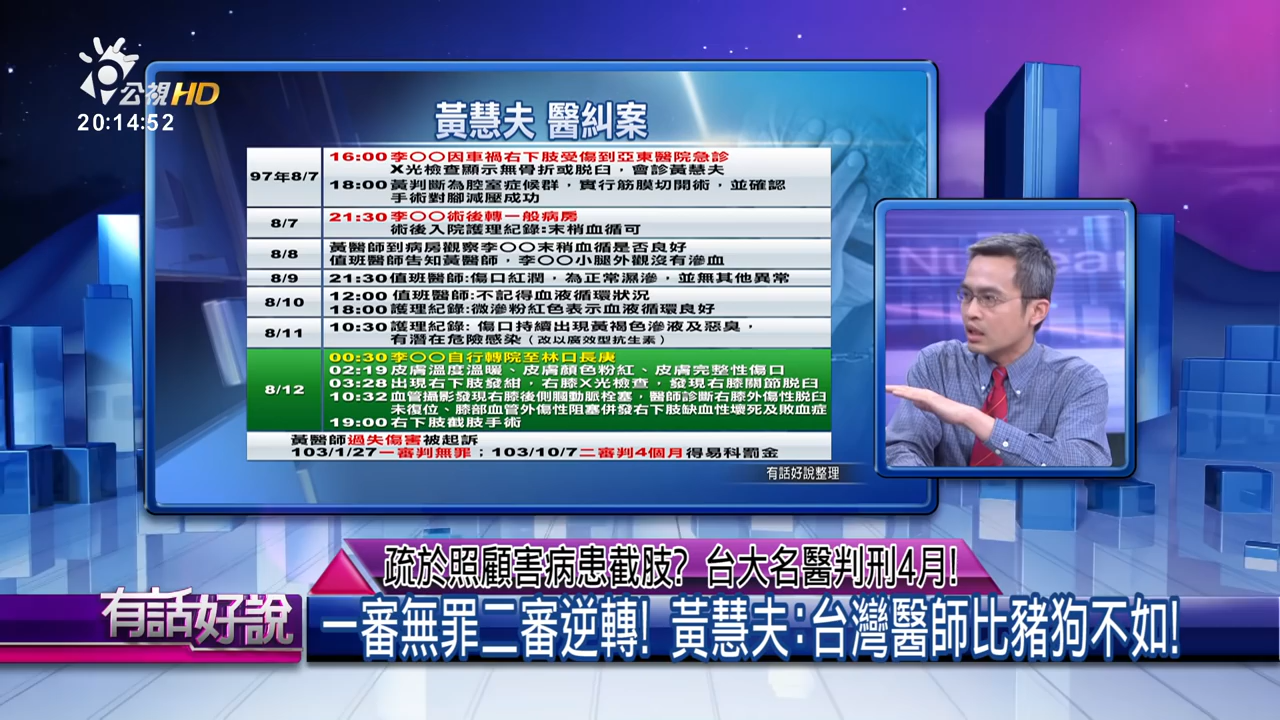 公視HD
20:14:52
黃慧夫 醫糾案
97年8/7
16:00 李○○因車禍右下肢受傷到亞東醫院急診
X光檢查顯示無骨折或脫臼，會診黃慧夫
18:00 黃判斷為腔室症候群，實行筋膜切開術，並確認
手術對腳減壓成功
8/7
21:30 李○○術後轉一般病房
術後入院護理紀錄:末梢血循可
8/8
黃醫師到病房觀察李○○末梢血循是否良好
值班醫師告知黃醫師，李○○小腿外觀沒有滲血
8/9
21:30 值班醫師:傷口紅潤，為正常濕滲，並無其他異常
8/10
12:00 值班醫師:不記得血液循環狀況
18:00 護理紀錄:微滲粉紅色表示血液循環良好
8/11
10:30 護理紀錄: 傷口持續出現黃褐色滲液及惡臭，
有潛在危險感染（改以廣效型抗生素）
8/12
00:30 李○○自行轉院至林口長庚
02:19 皮膚溫度溫暖、皮膚顏色粉紅、皮膚完整性傷口
03:28 出現右下肢發紺，右膝X光檢查，發現右膝關節脫臼
10:32 血管攝影發現右膝後側膕動脈栓塞，醫師診斷右膝外傷性脫臼
未復位、膝部血管外傷性阻塞併發右下肢缺血性壞死及敗血症
19:00 右下肢截肢手術
黃醫師過失傷害被起訴
103/1/27一審判無罪；103/10/7二審判4個月得易科罰金
有話好說整理
疏於照顧害病患截肢? 台大名醫判刑4月!
有話好說
一審無罪二審逆轉! 黃慧夫:台灣醫師比豬狗不如!